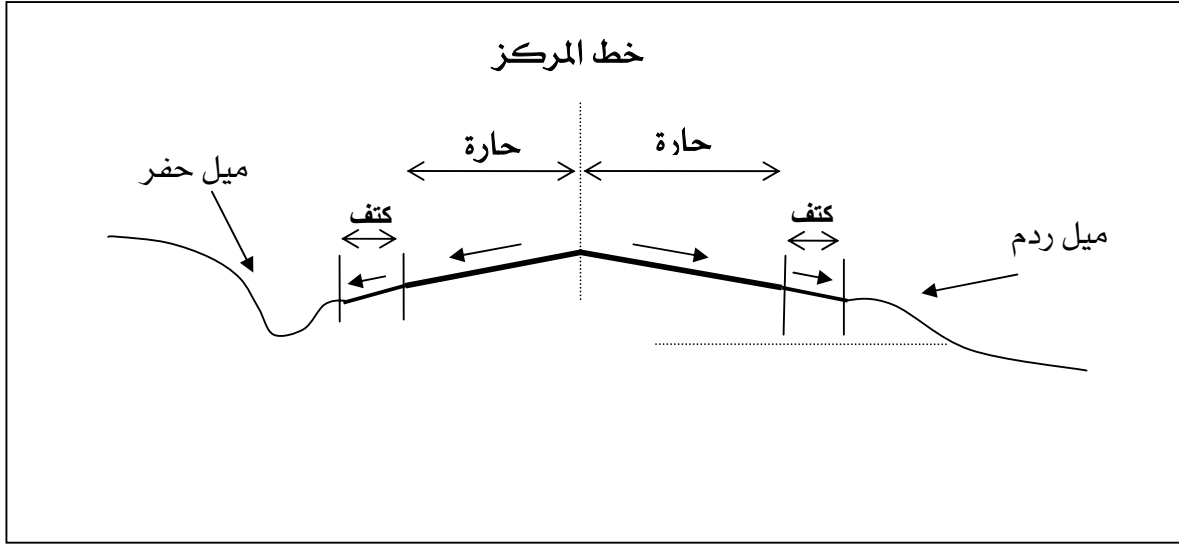 خط المركز
حارة
حارة
ميل حفر
كتف
كتف
ميل ردم